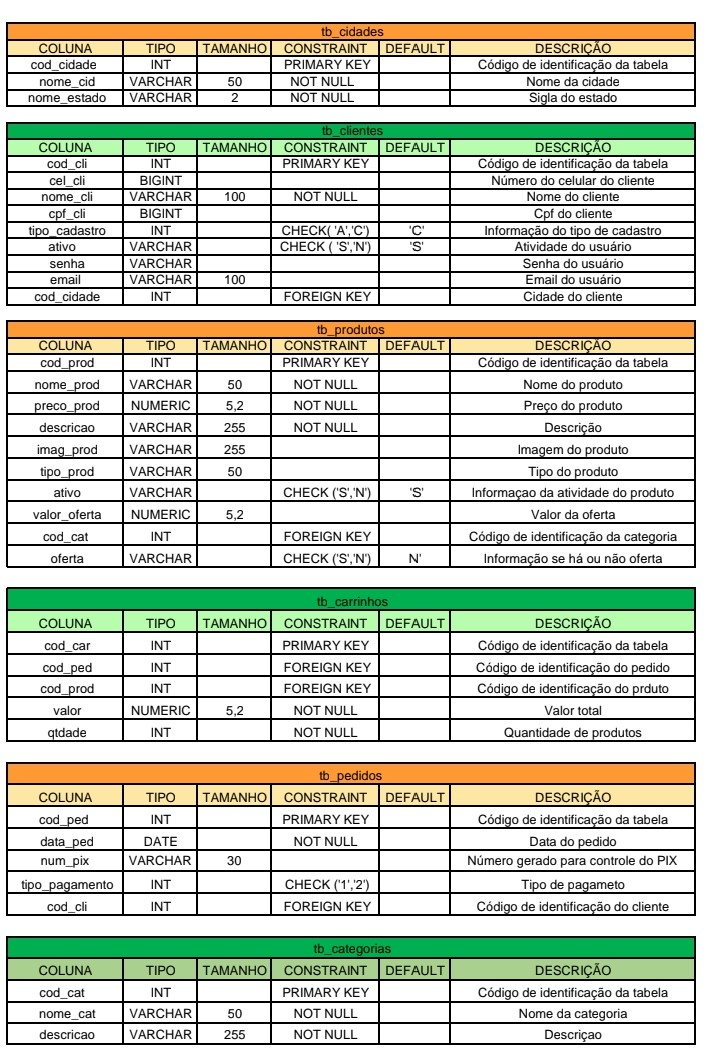 tb_cidades
COLUNA TIPO TAMANHO CONSTRAINT DEFAULT DESCRIÇÃO
cod_cidade INT PRIMARY KEY Código de identificação da tabela
nome_cid VARCHAR 50 NOT NULL Nome da cidade
nome_estado VARCHAR 2 NOT NULL Sigla do estado
tb_clientes
COLUNA TIPO TAMANHO CONSTRAINT DEFAULT DESCRIÇÃO
cod_cli INT PRIMARY KEY Código de identificação da tabela
cel_cli BIGINT Número do celular do cliente
nome_cli VARCHAR 100 NOT NULL Nome do cliente
cpf_cli BIGINT Cpf do cliente
tipo_cadastro INT CHECK( 'A','C') 'C' Informação do tipo de cadastro
ativo VARCHAR CHECK ( 'S','N') 'S' Atividade do usuário
senha VARCHAR Senha do usuário
email VARCHAR 100 Email do usuário
cod_cidade INT FOREIGN KEY Cidade do cliente
tb_produtos
COLUNA TIPO TAMANHO CONSTRAINT DEFAULT DESCRIÇÃO
cod_prod INT PRIMARY KEY Código de identificação da tabela
nome_prod VARCHAR 50 NOT NULL Nome do produto
preco_prod NUMERIC 5,2 NOT NULL Preço do produto
descricao VARCHAR 255 NOT NULL Descrição
imag_prod VARCHAR 255 Imagem do produto
tipo_prod VARCHAR 50 Tipo do produto
ativo VARCHAR CHECK ('S','N') 'S' Informaçao da atividade do produto
valor_oferta NUMERIC 5,2 Valor da oferta
cod_cat INT FOREIGN KEY Código de identificação da categoria
oferta VARCHAR CHECK ('S','N') N' Informação se há ou não oferta
tb_carrinhos
COLUNA TIPO TAMANHO CONSTRAINT DEFAULT DESCRIÇÃO
cod_car INT PRIMARY KEY Código de identificação da tabela
cod_ped INT FOREIGN KEY Código de identificação do pedido
cod_prod INT FOREIGN KEY Código de identificação do prduto
valor NUMERIC 5,2 NOT NULL Valor total
qtdade INT NOT NULL Quantidade de produtos
tb_pedidos
COLUNA TIPO TAMANHO CONSTRAINT DEFAULT DESCRIÇÃO
cod_ped INT PRIMARY KEY Código de identificação da tabela
data_ped DATE NOT NULL Data do pedido
num_pix VARCHAR 30 Número gerado para controle do PIX
tipo_pagamento INT CHECK ('1','2') Tipo de pagameto
cod_cli INT FOREIGN KEY Código de identificação do cliente
tb_categorias
COLUNA TIPO TAMANHO CONSTRAINT DEFAULT DESCRIÇÃO
cod_cat INT PRIMARY KEY Código de identificação da tabela
nome_cat VARCHAR 50 NOT NULL Nome da categoria
descricao VARCHAR 255 NOT NULL Descriçao